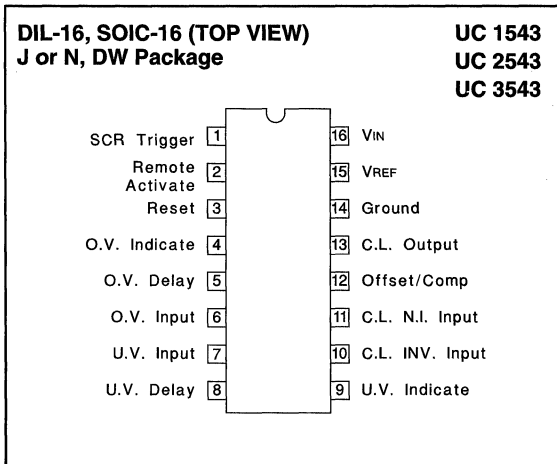 DIL-16, SOIC-16 (TOP VIEW)
J or N, DW Package
UC 1543
UC 2543
UC 3543
SCR Trigger 1
Remote
Activate 2
Reset 3
O.V. Indicate 4
O.V. Delay 5
O.V. Input 6
U.V. Input 7
U.V. Delay 8
16 VIN
15 VREF
14 Ground
13 C.L. Output
12 Offset/Comp
11 C.L. N.I. Input
10 C.L. INV. Input
9 U.V. Indicate